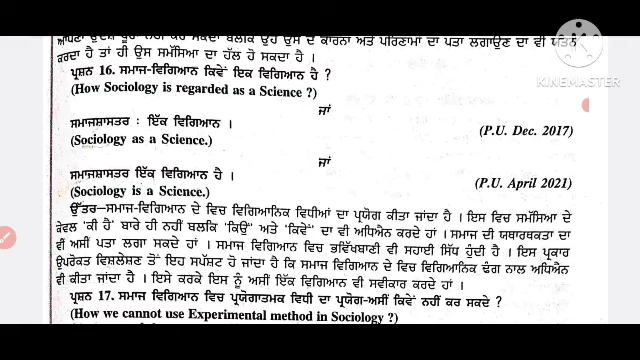 ਕਰਦਾ ਹੈ ਤਾਂ ਹੀ ਉਸ ਸਮੱਸਿਆ ਦਾ ਹੱਲ ਹੋ ਸਕਦਾ ਹੈ।
ਪ੍ਰਸ਼ਨ 16. ਸਮਾਜ-ਵਿਗਿਆਨ ਕਿਵੇਂ ਇਕ ਵਿਗਿਆਨ ਹੈ ?
(How Sociology is regarded as a Science ?)
ਜਾਂ
ਸਮਾਜਸ਼ਾਸਤਰ : ਇੱਕ ਵਿਗਿਆਨ ।
(P.U. Dec. 2017)
(Sociology as a Science.)
ਜਾਂ
ਸਮਾਜਸ਼ਾਸਤਰ ਇੱਕ ਵਿਗਿਆਨ ਹੈ ।
(P.U. April 2021)
(Sociology is a Science.)
ਉੱਤਰ–ਸਮਾਜ-ਵਿਗਿਆਨ ਦੇ ਵਿਚ ਵਿਗਿਆਨਿਕ ਵਿਧੀਆਂ ਦਾ ਪ੍ਰਯੋਗ ਕੀਤਾ ਜਾਂਦਾ ਹੈ । ਇਸ ਵਿਚ ਸਮੱਸਿਆ ਦੇ
ਕੇਵਲ 'ਕੀ ਹੈ' ਬਾਰੇ ਹੀ ਨਹੀਂ ਬਲਕਿ 'ਕਿਉਂ' ਅਤੇ 'ਕਿਵੇਂ' ਦਾ ਵੀ ਅਧਿਐਨ ਕਰਦੇ ਹਾਂ । ਸਮਾਜ ਦੀ ਯਥਾਰਥਕਤਾ ਦਾ
ਵੀ ਅਸੀਂ ਪਤਾ ਲਗਾ ਸਕਦੇ ਹਾਂ । ਸਮਾਜ ਵਿਗਿਆਨ ਵਿਚ ਭਵਿੱਖਬਾਣੀ ਵੀ ਸਹਾਈ ਸਿੱਧ ਹੁੰਦੀ ਹੈ । ਇਸ ਪ੍ਰਕਾਰ
ਉਪਰੋਕਤ ਵਿਸ਼ਲੇਸ਼ਣ ਤੋਂ ਇਹ ਸਪੱਸ਼ਟ ਹੋ ਜਾਂਦਾ ਹੈ ਕਿ ਸਮਾਜ ਵਿਗਿਆਨ ਦੇ ਵਿਚ ਵਿਗਿਆਨਿਕ ਢੰਗ ਨਾਲ ਅਧਿਐਨ
ਵੀ ਕੀਤਾ ਜਾਂਦਾ ਹੈ । ਇਸੇ ਕਰਕੇ ਇਸ ਨੂੰ ਅਸੀਂ ਇੱਕ ਵਿਗਿਆਨ ਵੀ ਸਵੀਕਾਰ ਕਰਦੇ ਹਾਂ ।
ਪ੍ਰਸ਼ਨ 17. ਸਮਾਜ ਵਿਗਿਆਨ ਵਿਚ ਪ੍ਰਯੋਗਾਤਮਕ ਵਿਧੀ ਦਾ ਪ੍ਰਯੋਗ-ਅਸੀਂ ਕਿਵੇਂ ਨਹੀਂ ਕਰ ਸਕਦੇ ?
(How we cannot use Experimental method in Sociology ?)
KINEMASTER